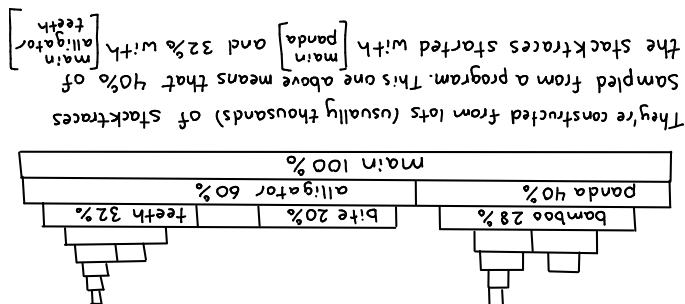 bamboo 28% bite 20% teeth 32%
panda 40% alligator 60%
main 100%
They're constructed from lots (usually thousands) of stacktraces
Sampled from a program. This one above means that 40% of
the stacktraces started with [main panda] and 32% with [main alligator teeth]